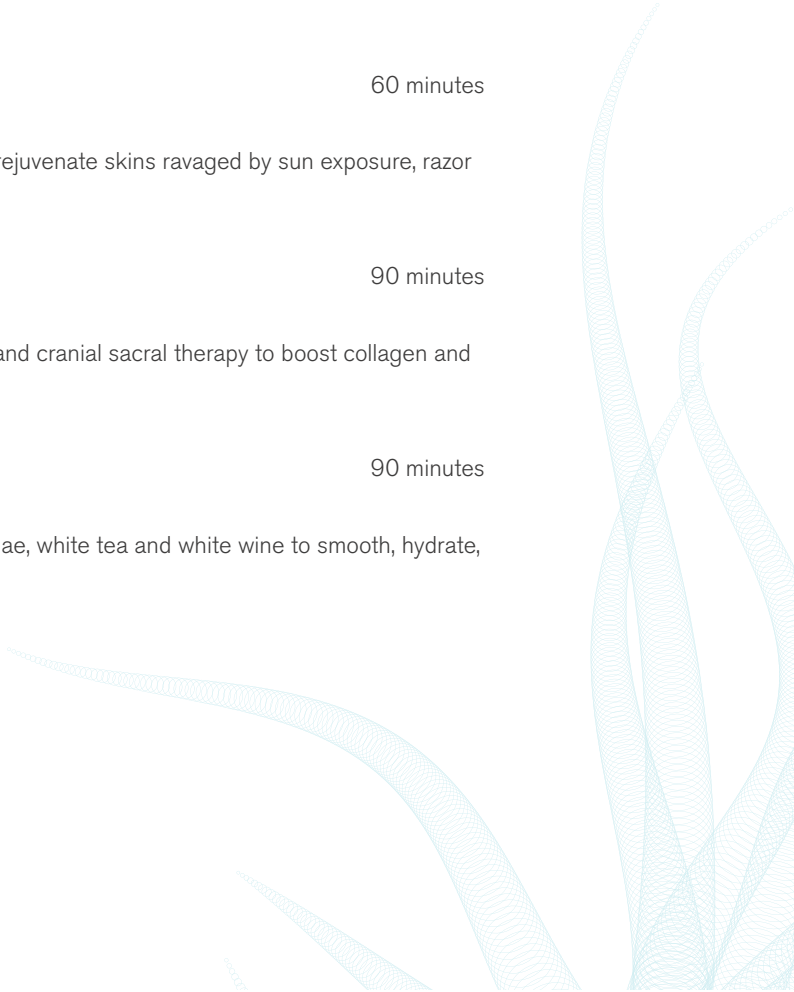 60 minutes
rejuvenate skins ravaged by sun exposure, razor
90 minutes
and cranial sacral therapy to boost collagen and
90 minutes
ae, white tea and white wine to smooth, hydrate,